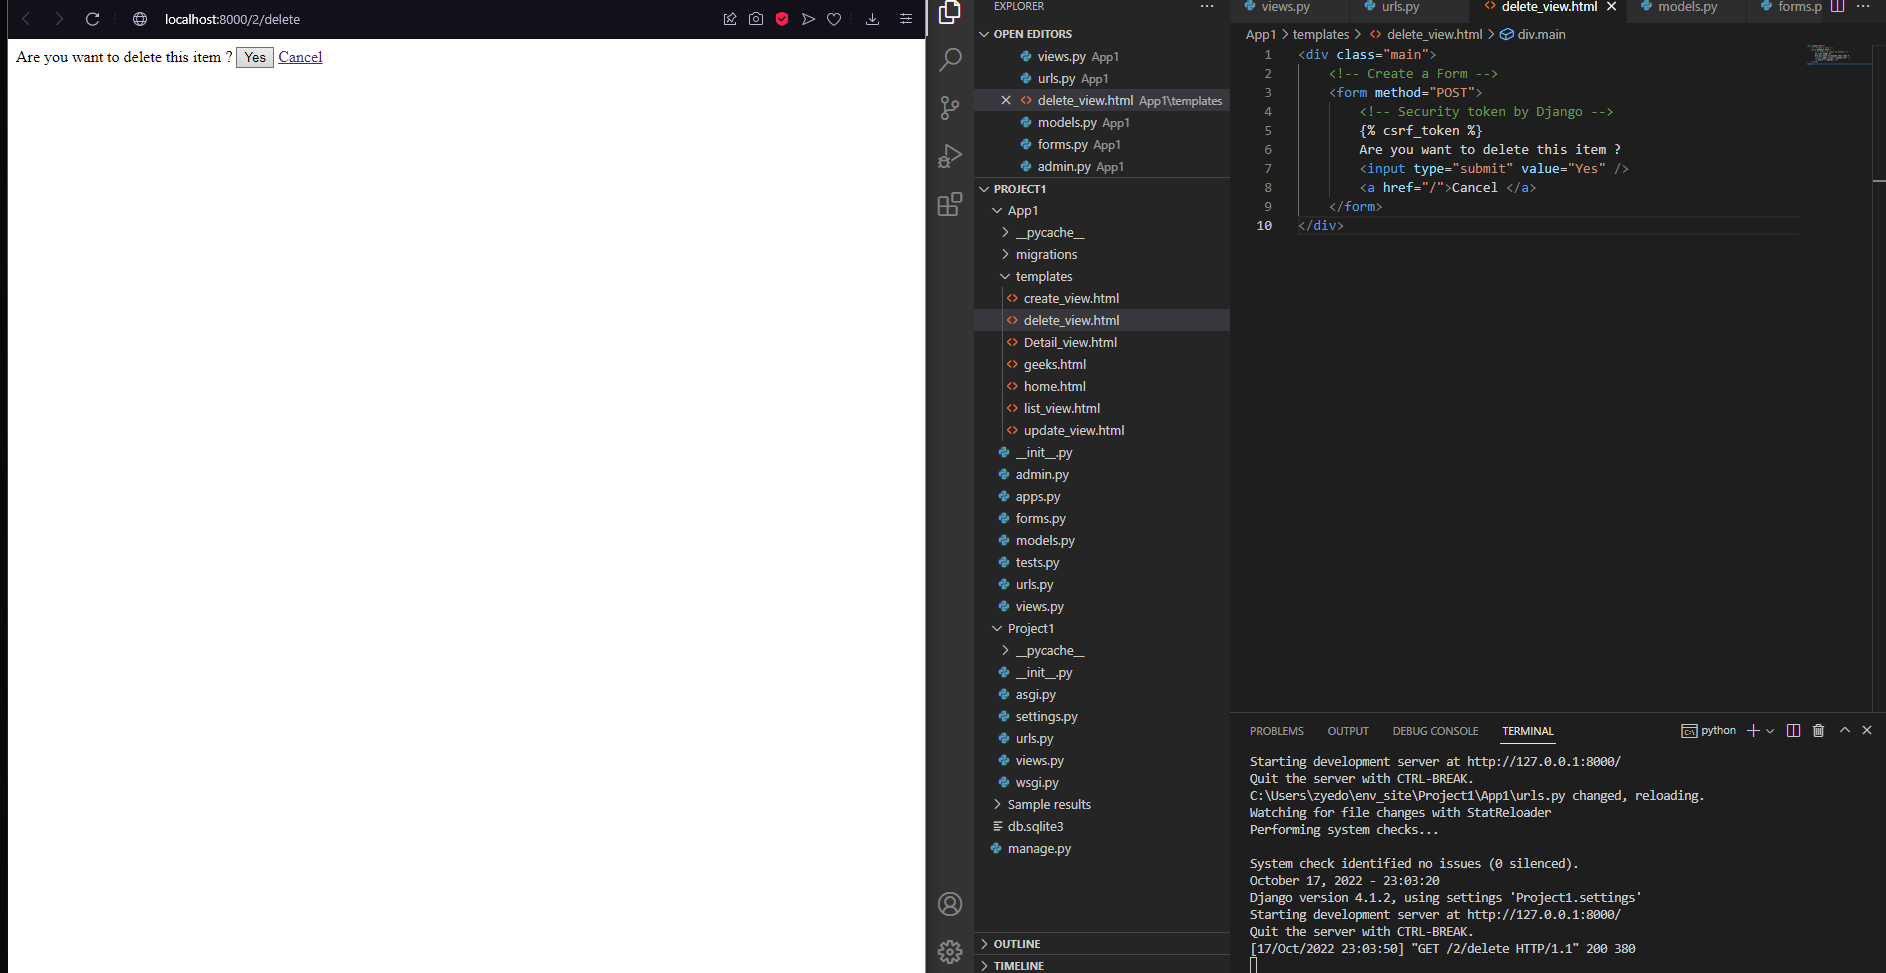 localhost:8000/2/delete
Are you want to delete this item ? Yes Cancel
EXPLORER
OPEN EDITORS
views.py App1
urls.py App1
delete_view.html App1\templates
models.py App1
forms.py App1
admin.py App1
PROJECT1
App1
__pycache__
migrations
templates
create_view.html
delete_view.html
Detail_view.html
geeks.html
home.html
list_view.html
update_view.html
__init__.py
admin.py
apps.py
forms.py
models.py
tests.py
urls.py
views.py
Project1
__pycache__
__init__.py
asgi.py
settings.py
urls.py
views.py
wsgi.py
Sample results
db.sqlite3
manage.py
OUTLINE
TIMELINE
views.py urls.py delete_view.html models.py forms.p
App1 > templates > delete_view.html > div.main
1 <div class="main">
2 <!-- Create a Form -->
3 <form method="POST">
4 <!-- Security token by Django -->
5 {% csrf_token %}
6 Are you want to delete this item ?
7 <input type="submit" value="Yes" />
8 <a href="/">Cancel </a>
9 </form>
10 </div>
PROBLEMS OUTPUT DEBUG CONSOLE TERMINAL python
Starting development server at http://127.0.0.1:8000/
Quit the server with CTRL-BREAK.
C:\Users\zyedo\env_site\Project1\App1\urls.py changed, reloading.
Watching for file changes with StatReloader
Performing system checks...
System check identified no issues (0 silenced).
October 17, 2022 - 23:03:20
Django version 4.1.2, using settings 'Project1.settings'
Starting development server at http://127.0.0.1:8000/
Quit the server with CTRL-BREAK.
[17/Oct/2022 23:03:50] "GET /2/delete HTTP/1.1" 200 380